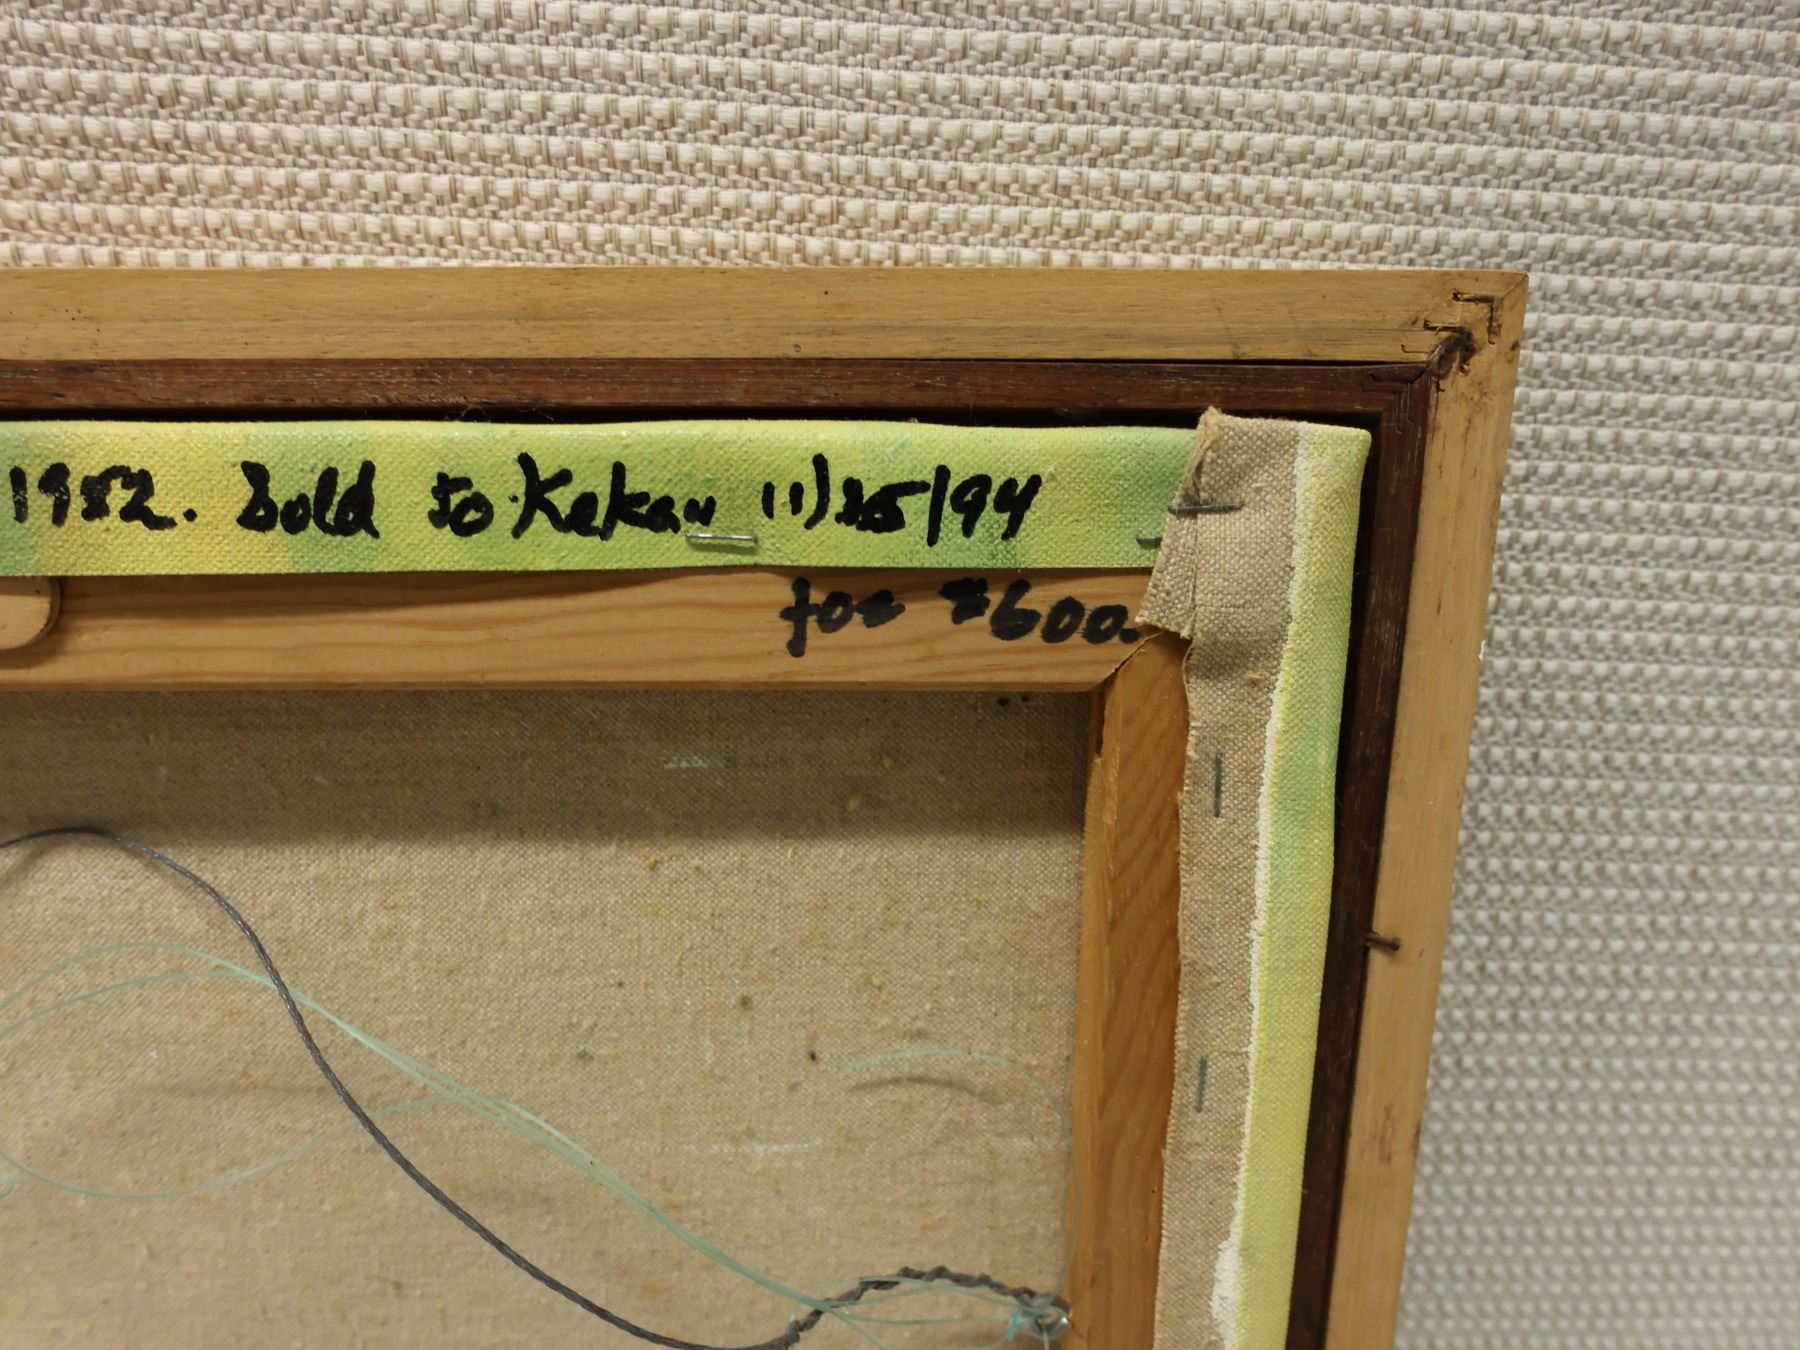 1952. Sold to Kekau 11/25/94
for $600.